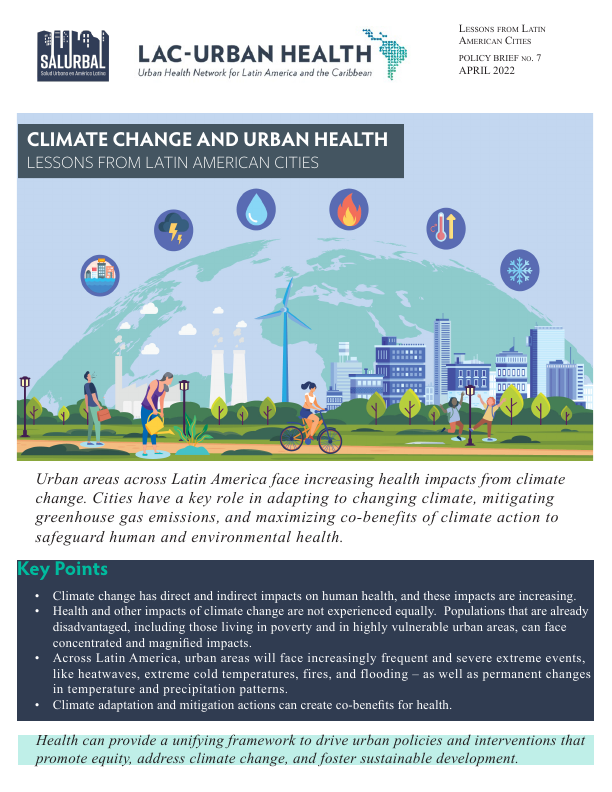 SALURBAL
Salud Urbana en América Latina
LAC-URBAN HEALTH
Urban Health Network for Latin America and the Caribbean
Lessons from Latin
American Cities
POLICY BRIEF NO. 7
APRIL 2022
CLIMATE CHANGE AND URBAN HEALTH
LESSONS FROM LATIN AMERICAN CITIES
Urban areas across Latin America face increasing health impacts from climate
change. Cities have a key role in adapting to changing climate, mitigating
greenhouse gas emissions, and maximizing co-benefits of climate action to
safeguard human and environmental health.
Key Points
• Climate change has direct and indirect impacts on human health, and these impacts are increasing.
• Health and other impacts of climate change are not experienced equally.  Populations that are already
disadvantaged, including those living in poverty and in highly vulnerable urban areas, can face
concentrated and magnified impacts.
• Across Latin America, urban areas will face increasingly frequent and severe extreme events,
like heatwaves, extreme cold temperatures, fires, and flooding – as well as permanent changes
in temperature and precipitation patterns.
• Climate adaptation and mitigation actions can create co-benefits for health.
Health can provide a unifying framework to drive urban policies and interventions that
promote equity, address climate change, and foster sustainable development.